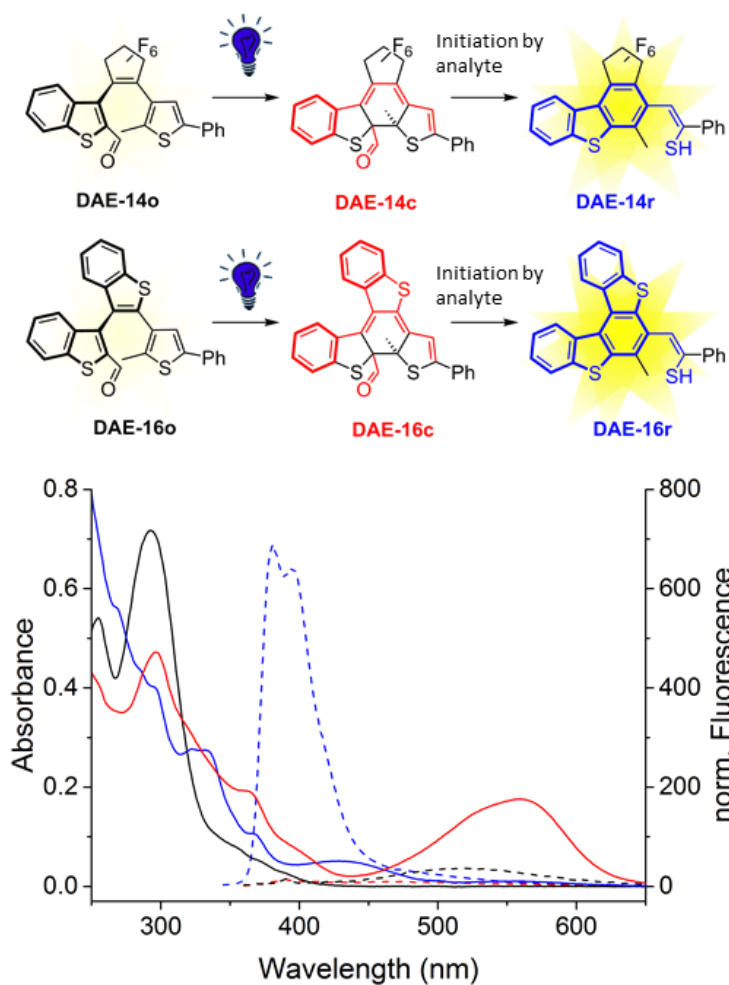 F6
Initiation by
analyte
F6
S
O
S
Ph
S
O
S
Ph
S
SH
Ph
DAE-14o
DAE-14c
DAE-14r
S
Initiation by
analyte
S
S
S
O
S
Ph
S
O
S
Ph
S
SH
Ph
DAE-16o
DAE-16c
DAE-16r
0.8
0.6
0.4
0.2
0.0
Absorbance
800
600
400
200
0
norm. Fluorescence
300
400
500
600
Wavelength (nm)